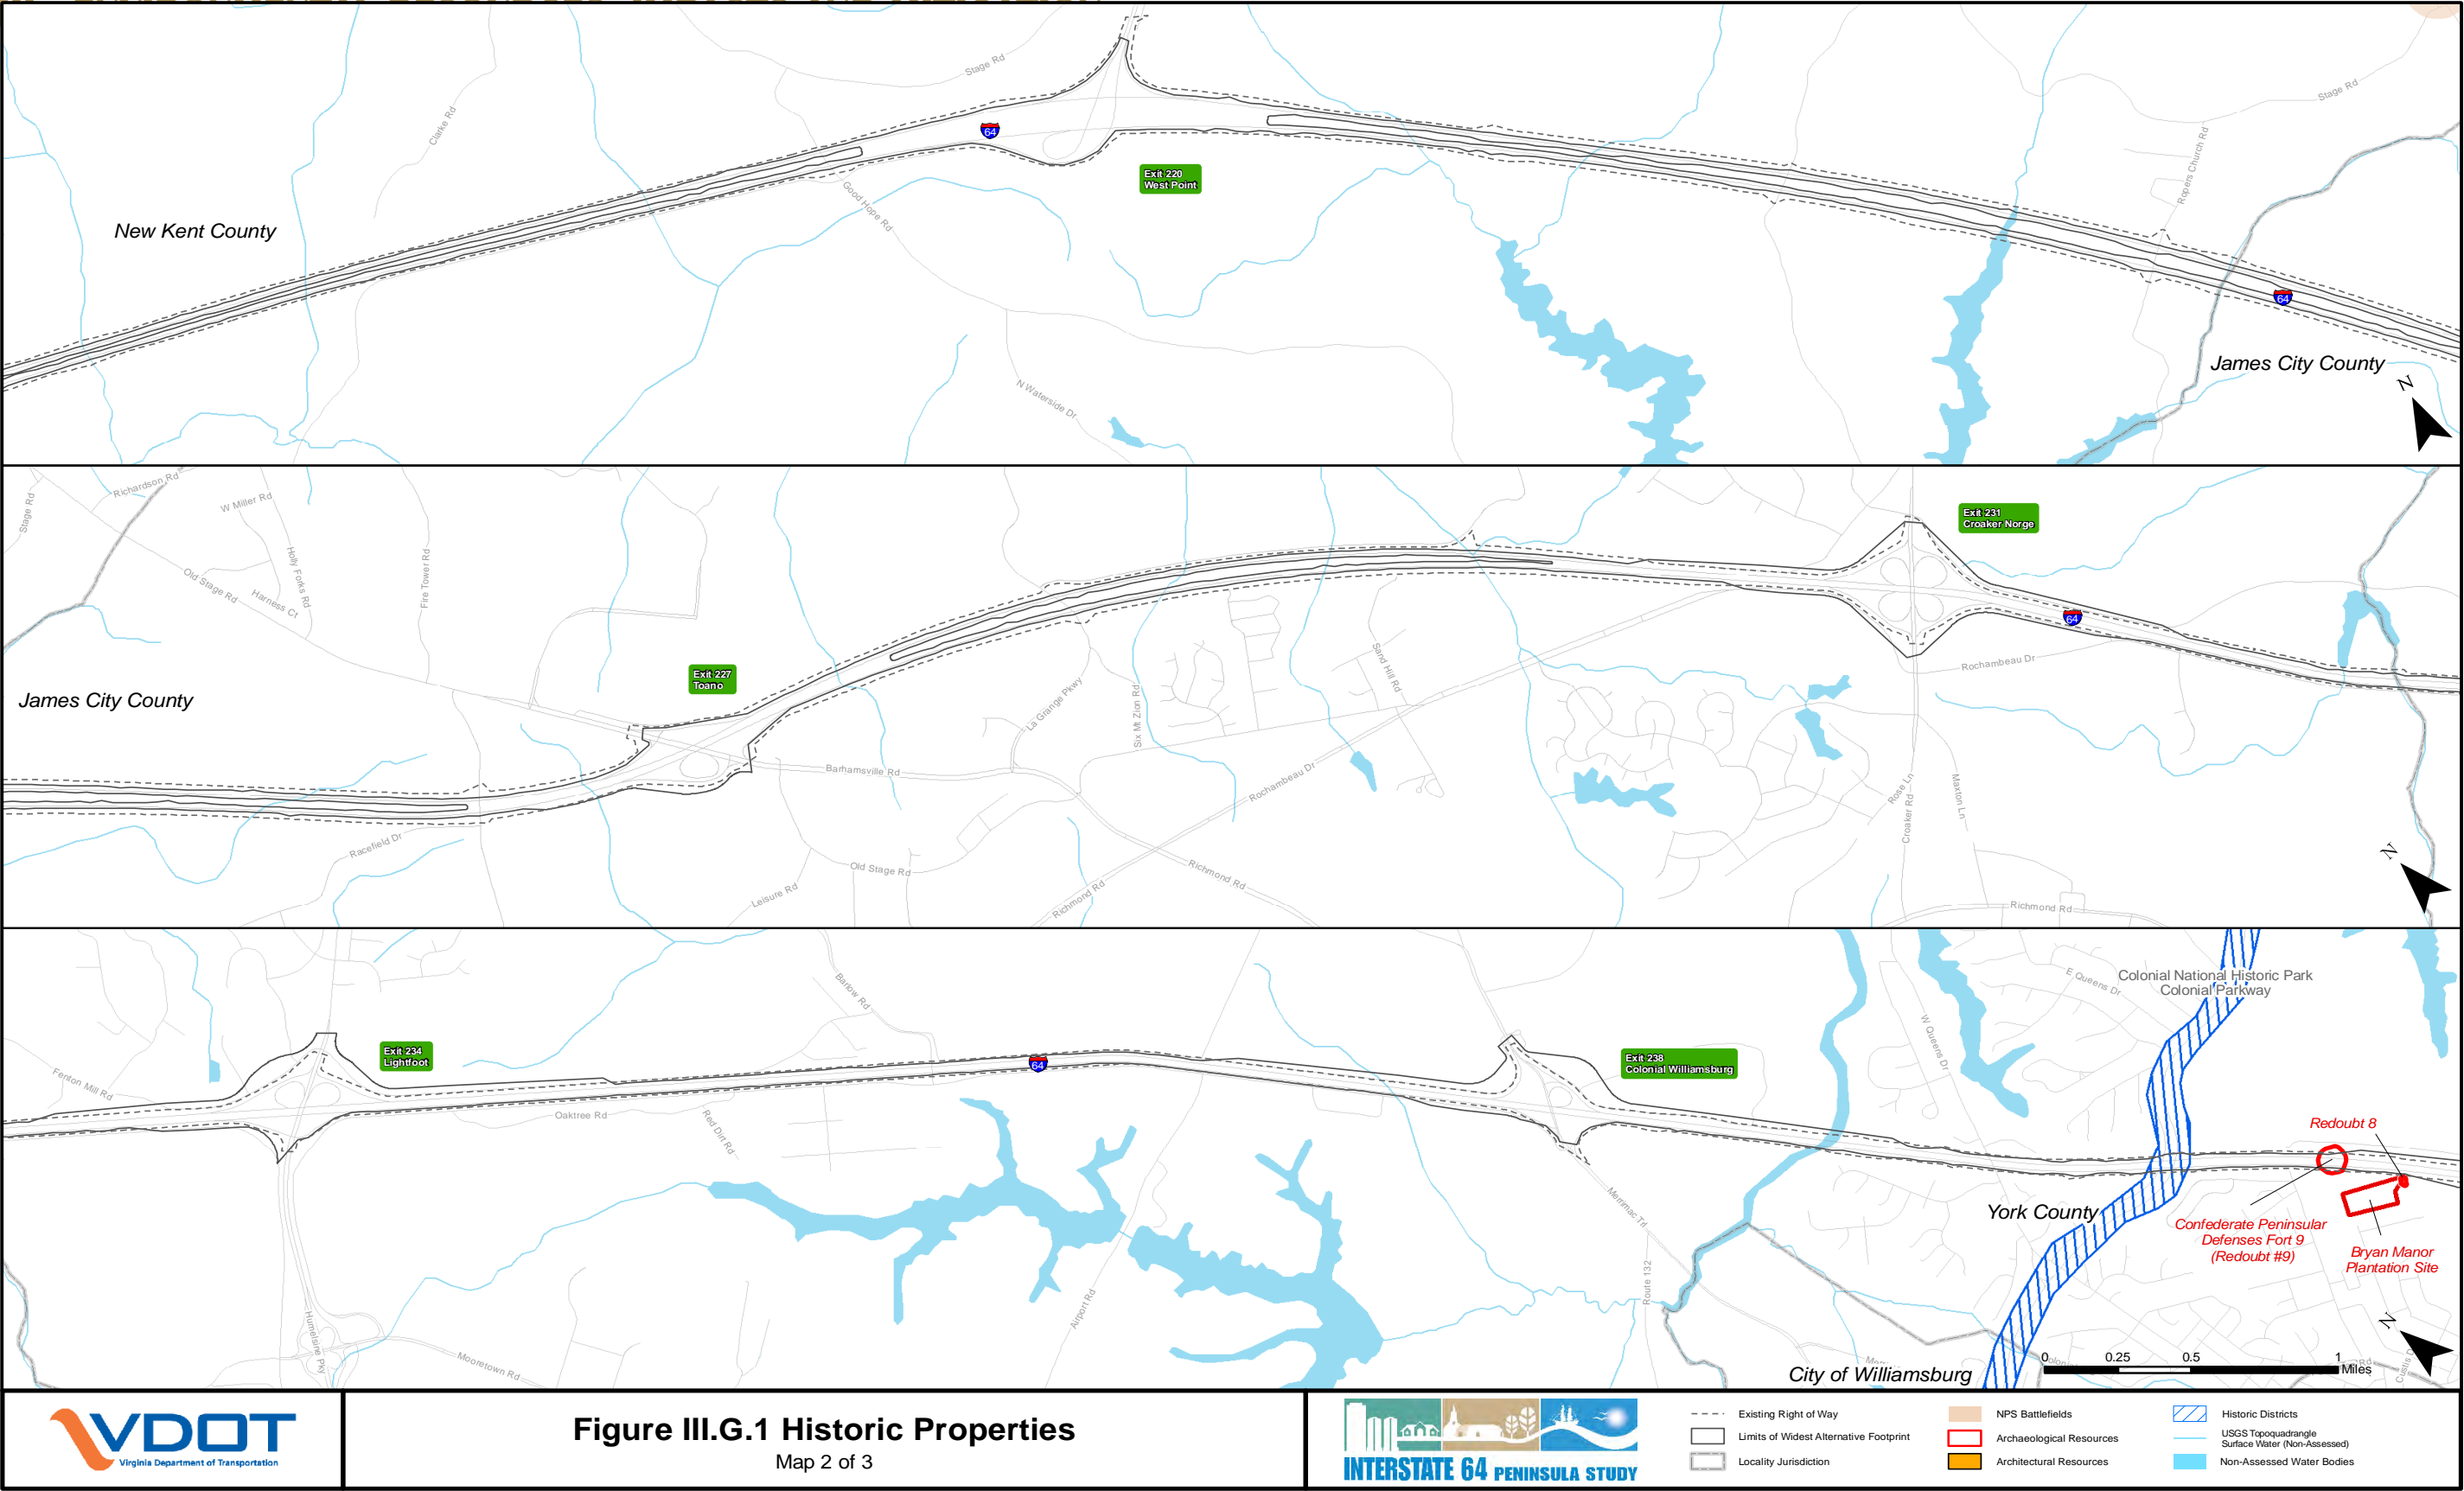 Stage Rd
Clarke Rd
64
Exit 220
West Point
Good Hope Rd
New Kent County
N Waterside Dr
Stage Rd
Ropers Church Rd
64
James City County
N
Stage Rd
Richardson Rd
W Miller Rd
Holly Forks Rd
Old Stage Rd
Harness Ct
Fire Tower Rd
James City County
Exit 227
Toano
Racefield Dr
Barhamsville Rd
La Grange Pkwy
Six Mt Zion Rd
Sand Hill Rd
Rochambeau Dr
Leisure Rd
Old Stage Rd
Richmond Rd
Richmond Rd
Exit 231
Croaker Norge
64
Rochambeau Dr
Rose Ln
Croaker Rd
Maxton Ln
Richmond Rd
N
Fenton Mill Rd
Exit 234
Lightfoot
Barlow Rd
64
Oaktree Rd
Red Dirt Rd
Humelsine Pky
Mooretown Rd
Airport Rd
Exit 238
Colonial Williamsburg
Merrimac Trl
Route 132
W Queens Dr
E Queens Dr
Colonial National Historic Park
Colonial Parkway
Redoubt 8
York County
Confederate Peninsular
Defenses Fort 9
(Redoubt #9)
Bryan Manor
Plantation Site
City of Williamsburg
N
0 0.25 0.5 1
Miles
VDOT
Virginia Department of Transportation
Figure III.G.1 Historic Properties
Map 2 of 3
INTERSTATE 64 PENINSULA STUDY
Existing Right of Way
Limits of Widest Alternative Footprint
Locality Jurisdiction
NPS Battlefields
Archaeological Resources
Architectural Resources
Historic Districts
USGS Topoquadrangle
Surface Water (Non-Assessed)
Non-Assessed Water Bodies